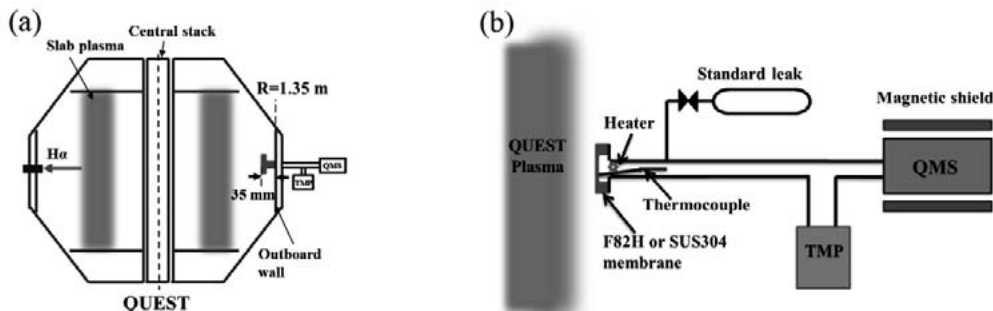 (a)
Central stack
Slab plasma
R=1.35 m
Hα
QMS
TMP
35 mm
Outboard
wall
QUEST
(b)
Standard leak
Magnetic shield
Heater
QUEST
Plasma
QMS
Thermocouple
F82H or SUS304
membrane
TMP